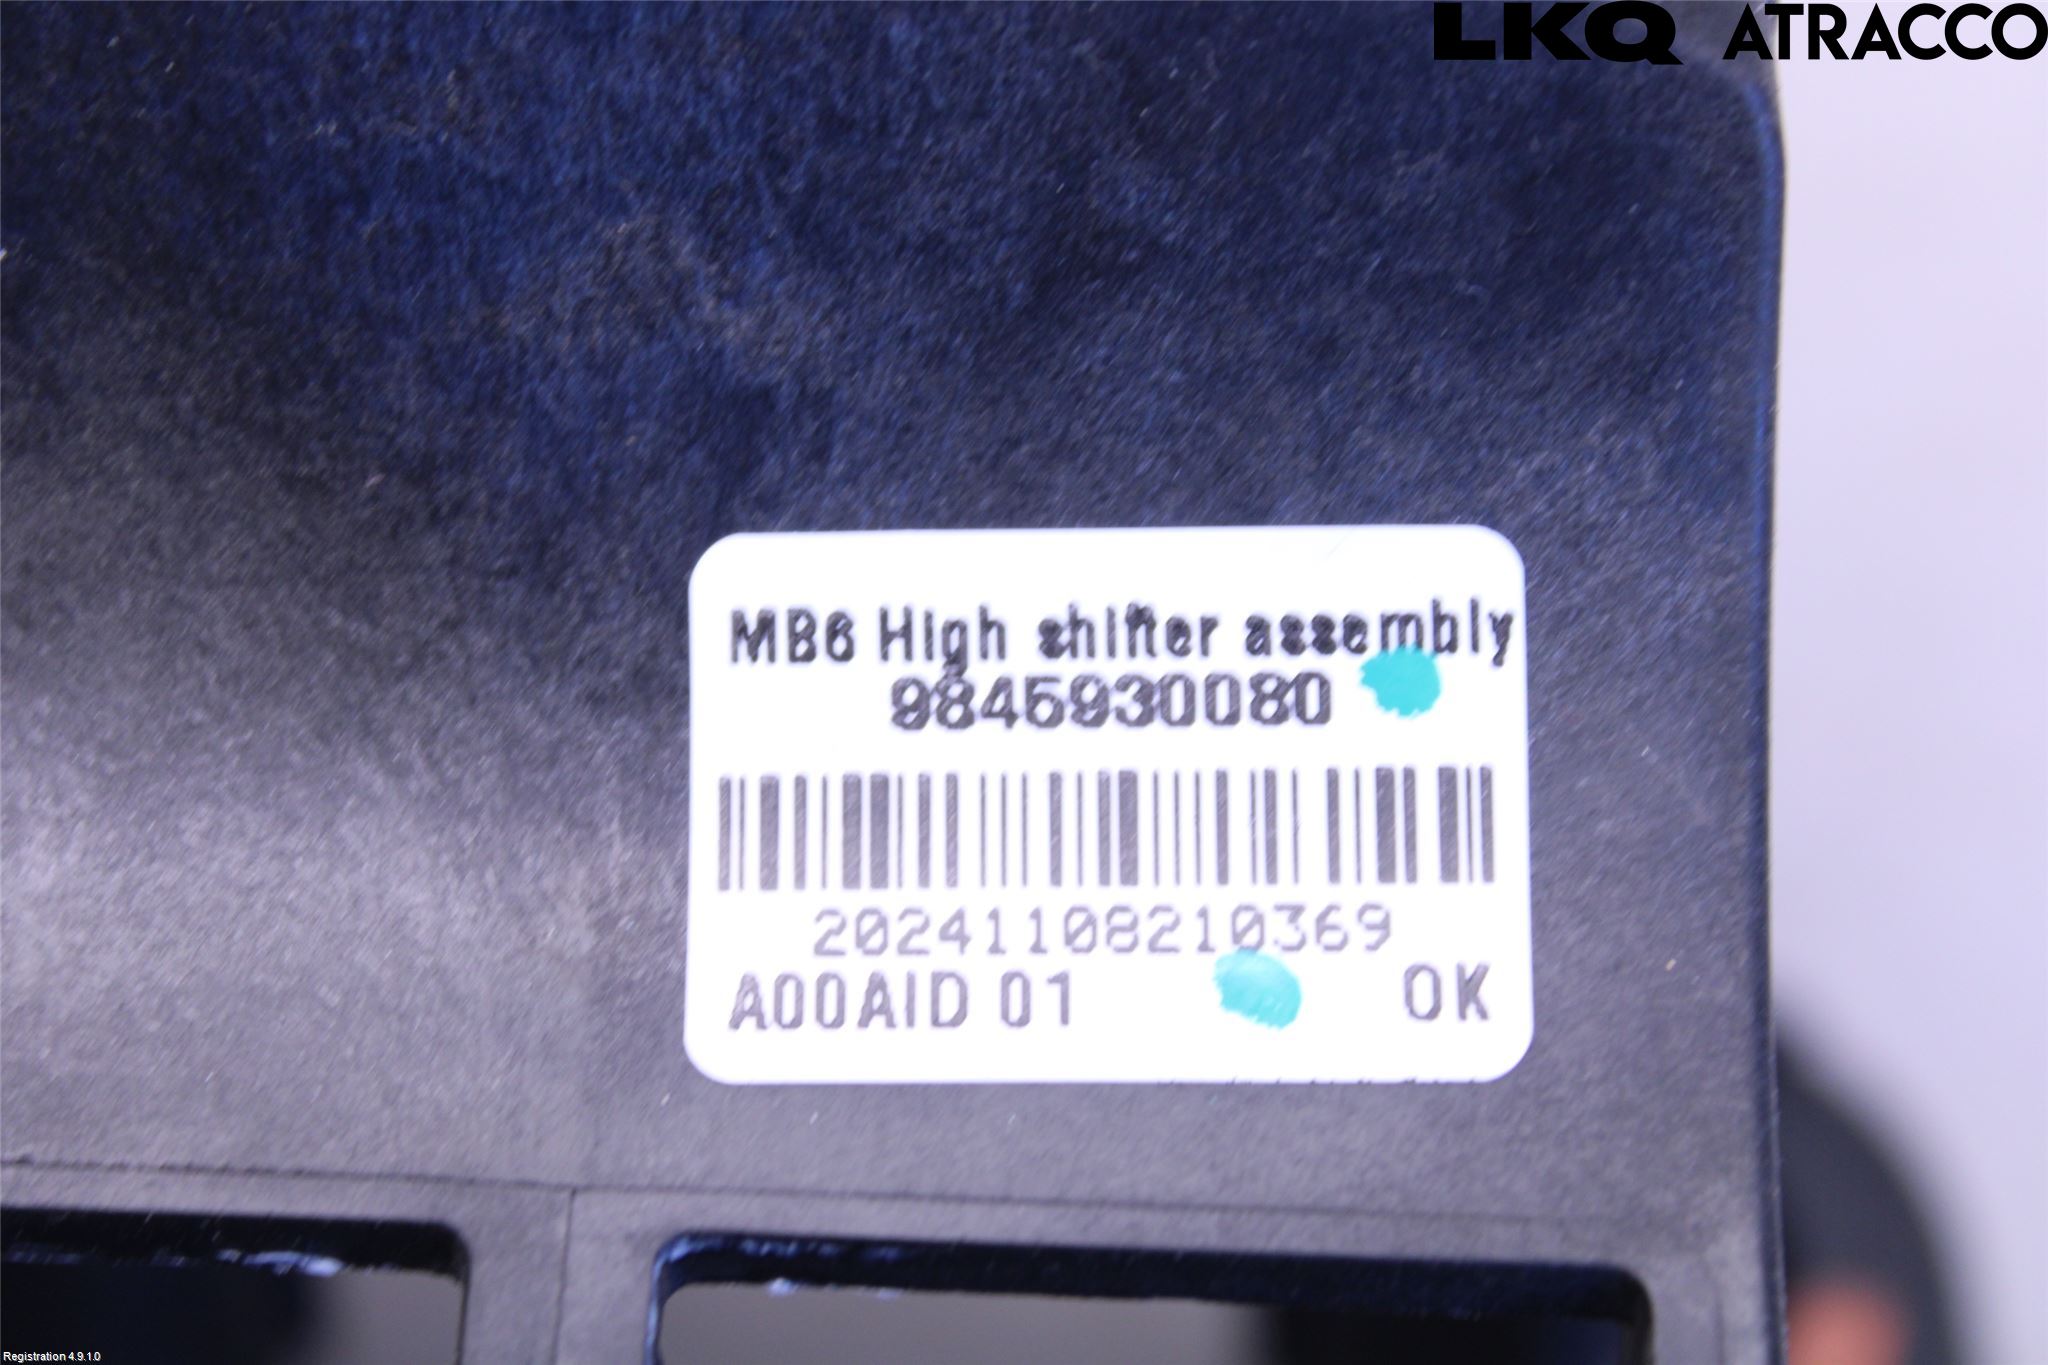 LKQ ATRACCO
MB6 High shifter assembly
9845930080
20241108210369
A00AID 01 OK
Registration 4.9.1.0